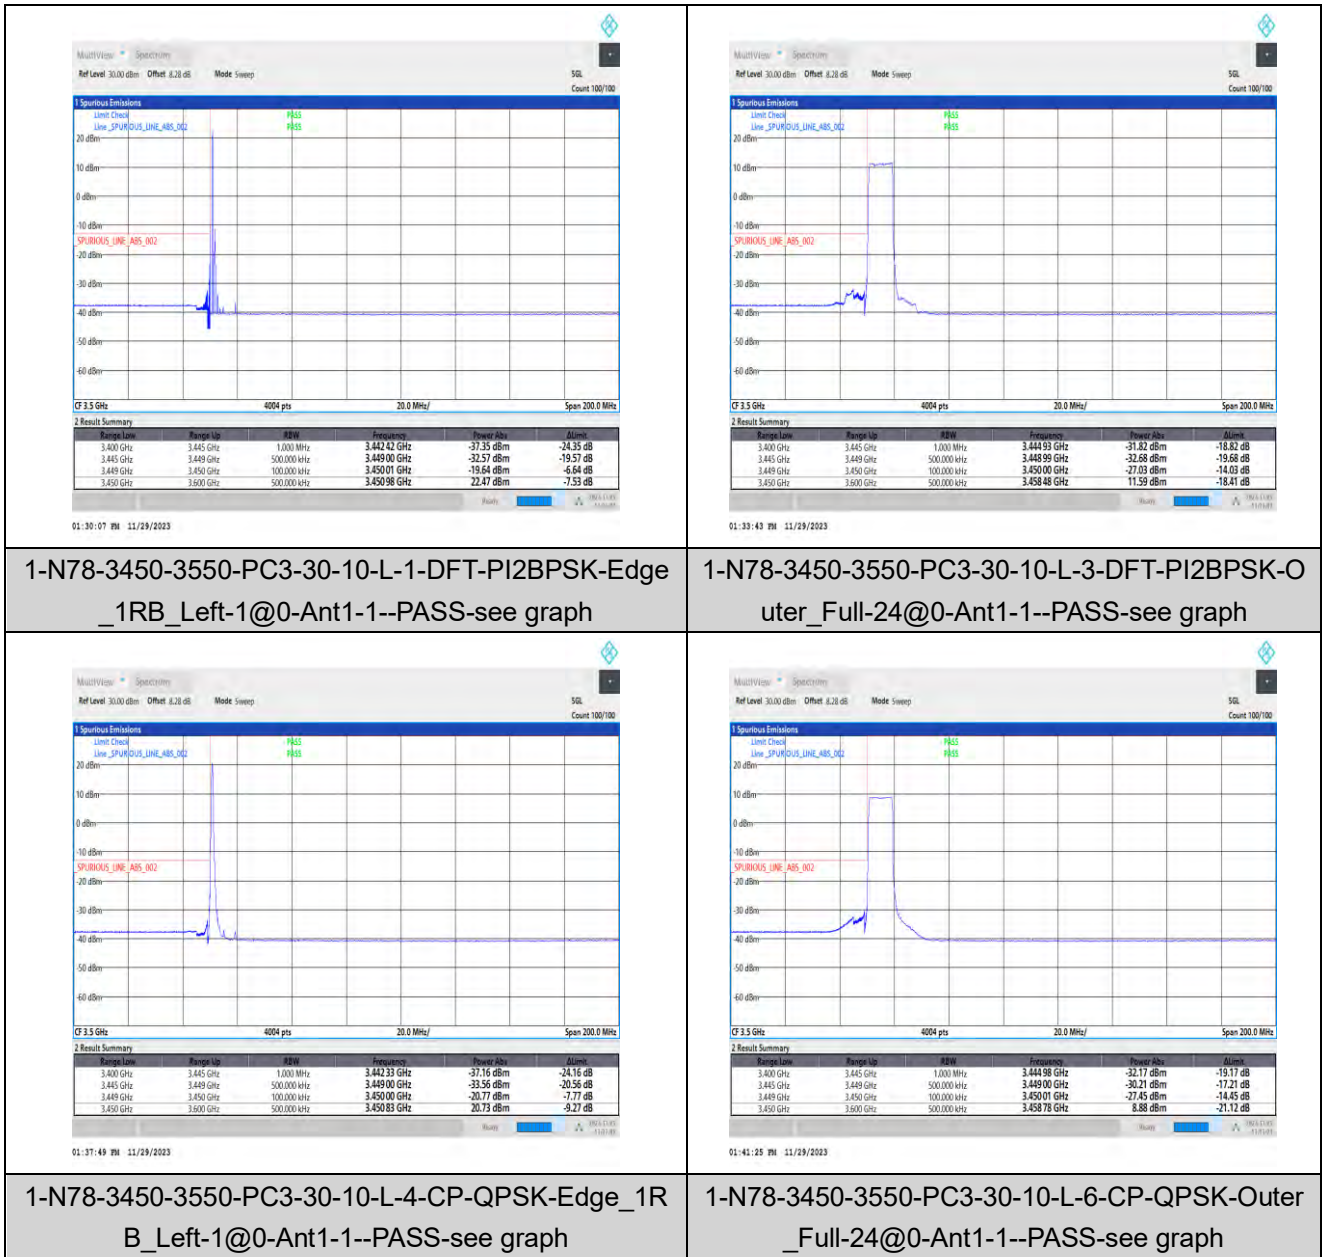 MultiView Spectrum
Ref Level 30.00 dBm Offset 8.28 dB Mode Sweep SGL
Count 100/100
1 Spurious Emissions
Limit Check PASS
Line _SPURIOUS_LINE_ABS_002 PASS
20 dBm
10 dBm
0 dBm
-10 dBm
_SPURIOUS_LINE_ABS_002
-20 dBm
-30 dBm
-40 dBm
-50 dBm
-60 dBm
CF 3.5 GHz 4004 pts 20.0 MHz/ Span 200.0 MHz
2 Result Summary
Range Low Range Up RBW Frequency Power Abs ΔLimit
3.400 GHz 3.445 GHz 1.000 MHz 3.442 42 GHz -37.35 dBm -24.35 dB
3.445 GHz 3.449 GHz 500.000 kHz 3.449 00 GHz -32.57 dBm -19.57 dB
3.449 GHz 3.450 GHz 100.000 kHz 3.450 01 GHz -19.64 dBm -6.64 dB
3.450 GHz 3.600 GHz 500.000 kHz 3.450 98 GHz 22.47 dBm -7.53 dB
Ready
01:30:07 PM 11/29/2023
MultiView Spectrum
Ref Level 30.00 dBm Offset 8.28 dB Mode Sweep SGL
Count 100/100
1 Spurious Emissions
Limit Check PASS
Line _SPURIOUS_LINE_ABS_002 PASS
20 dBm
10 dBm
0 dBm
-10 dBm
_SPURIOUS_LINE_ABS_002
-20 dBm
-30 dBm
-40 dBm
-50 dBm
-60 dBm
CF 3.5 GHz 4004 pts 20.0 MHz/ Span 200.0 MHz
2 Result Summary
Range Low Range Up RBW Frequency Power Abs ΔLimit
3.400 GHz 3.445 GHz 1.000 MHz 3.444 93 GHz -31.82 dBm -18.82 dB
3.445 GHz 3.449 GHz 500.000 kHz 3.448 99 GHz -32.68 dBm -19.68 dB
3.449 GHz 3.450 GHz 100.000 kHz 3.450 00 GHz -27.03 dBm -14.03 dB
3.450 GHz 3.600 GHz 500.000 kHz 3.458 48 GHz 11.59 dBm -18.41 dB
Ready
01:33:43 PM 11/29/2023
1-N78-3450-3550-PC3-30-10-L-1-DFT-PI2BPSK-Edge
_1RB_Left-1@0-Ant1-1--PASS-see graph
1-N78-3450-3550-PC3-30-10-L-3-DFT-PI2BPSK-O
uter_Full-24@0-Ant1-1--PASS-see graph
MultiView Spectrum
Ref Level 30.00 dBm Offset 8.28 dB Mode Sweep SGL
Count 100/100
1 Spurious Emissions
Limit Check PASS
Line _SPURIOUS_LINE_ABS_002 PASS
20 dBm
10 dBm
0 dBm
-10 dBm
_SPURIOUS_LINE_ABS_002
-20 dBm
-30 dBm
-40 dBm
-50 dBm
-60 dBm
CF 3.5 GHz 4004 pts 20.0 MHz/ Span 200.0 MHz
2 Result Summary
Range Low Range Up RBW Frequency Power Abs ΔLimit
3.400 GHz 3.445 GHz 1.000 MHz 3.442 33 GHz -37.16 dBm -24.16 dB
3.445 GHz 3.449 GHz 500.000 kHz 3.449 00 GHz -33.56 dBm -20.56 dB
3.449 GHz 3.450 GHz 100.000 kHz 3.450 00 GHz -20.77 dBm -7.77 dB
3.450 GHz 3.600 GHz 500.000 kHz 3.450 83 GHz 20.73 dBm -9.27 dB
Ready
01:37:49 PM 11/29/2023
MultiView Spectrum
Ref Level 30.00 dBm Offset 8.28 dB Mode Sweep SGL
Count 100/100
1 Spurious Emissions
Limit Check PASS
Line _SPURIOUS_LINE_ABS_002 PASS
20 dBm
10 dBm
0 dBm
-10 dBm
_SPURIOUS_LINE_ABS_002
-20 dBm
-30 dBm
-40 dBm
-50 dBm
-60 dBm
CF 3.5 GHz 4004 pts 20.0 MHz/ Span 200.0 MHz
2 Result Summary
Range Low Range Up RBW Frequency Power Abs ΔLimit
3.400 GHz 3.445 GHz 1.000 MHz 3.444 98 GHz -32.17 dBm -19.17 dB
3.445 GHz 3.449 GHz 500.000 kHz 3.449 00 GHz -30.21 dBm -17.21 dB
3.449 GHz 3.450 GHz 100.000 kHz 3.450 01 GHz -27.45 dBm -14.45 dB
3.450 GHz 3.600 GHz 500.000 kHz 3.458 78 GHz 8.88 dBm -21.12 dB
Ready
01:41:25 PM 11/29/2023
1-N78-3450-3550-PC3-30-10-L-4-CP-QPSK-Edge_1R
B_Left-1@0-Ant1-1--PASS-see graph
1-N78-3450-3550-PC3-30-10-L-6-CP-QPSK-Outer
_Full-24@0-Ant1-1--PASS-see graph